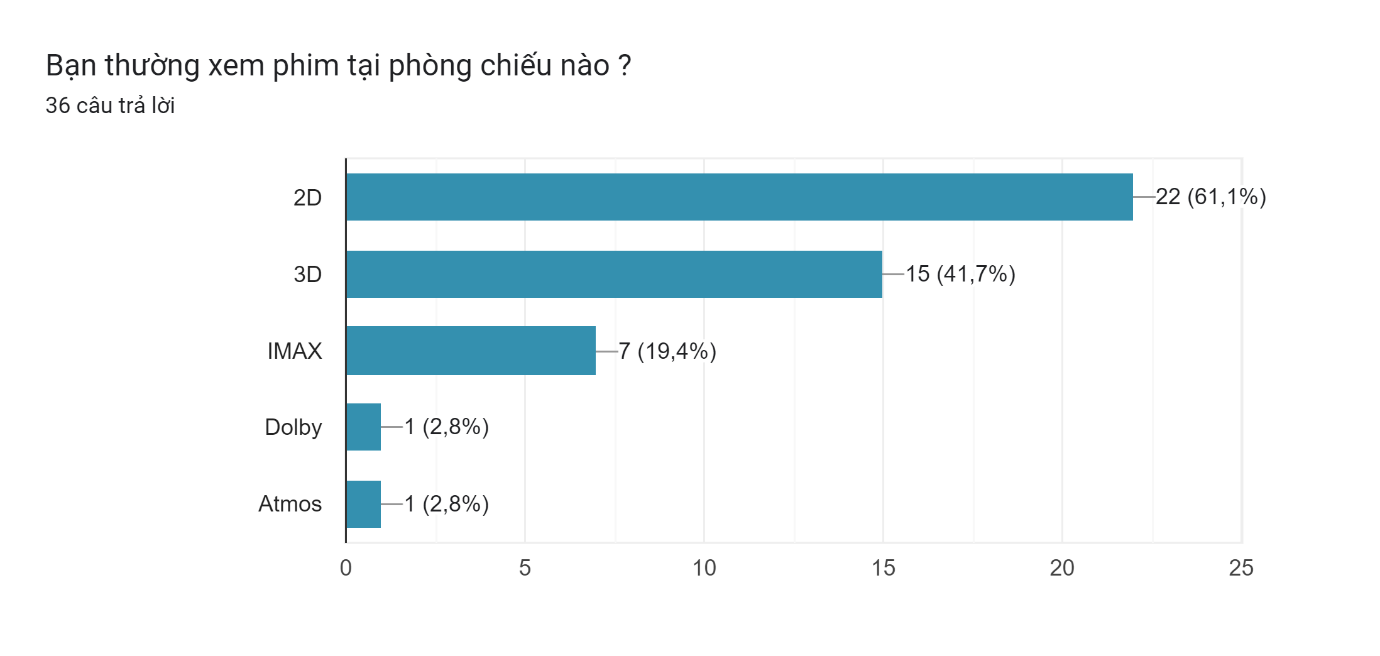 Bạn thường xem phim tại phòng chiếu nào ?
36 câu trả lời
2D
22 (61,1%)
3D
15 (41,7%)
IMAX
7 (19,4%)
Dolby
1 (2,8%)
Atmos
1 (2,8%)
0 5 10 15 20 25